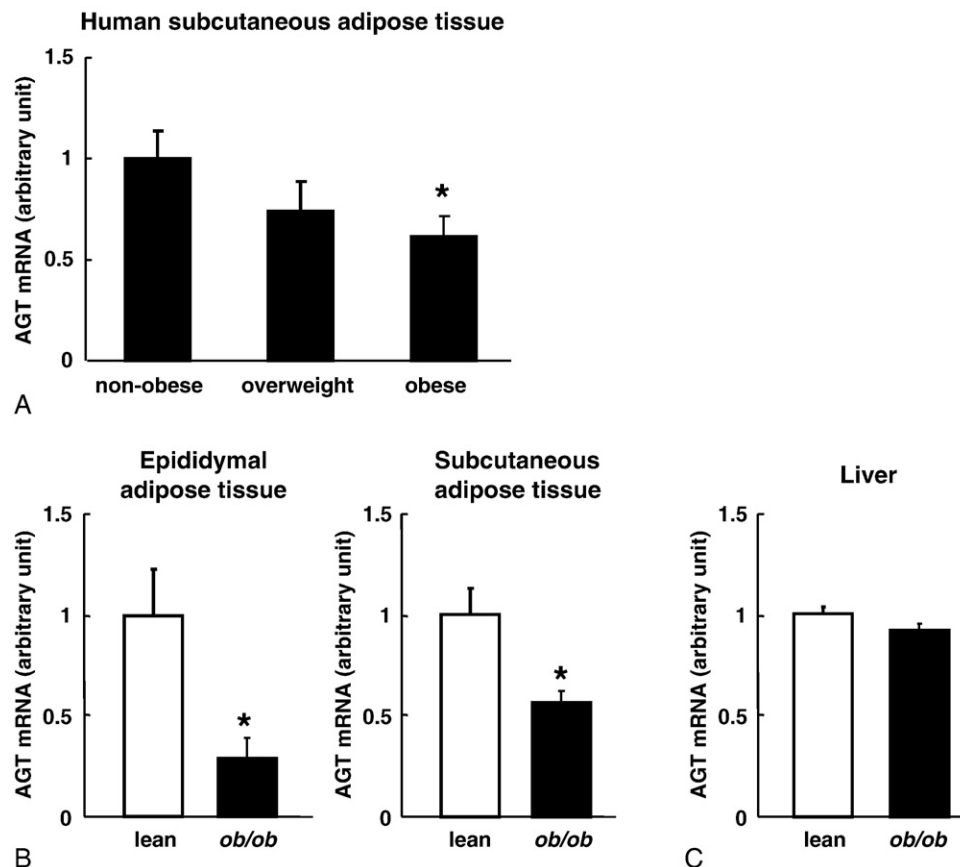 Human subcutaneous adipose tissue
AGT mRNA (arbitrary unit)
1.5
1
0.5
0
*
non-obese overweight obese
A
Epididymal
adipose tissue
AGT mRNA (arbitrary unit)
1.5
1
0.5
0
*
lean ob/ob
B
Subcutaneous
adipose tissue
AGT mRNA (arbitrary unit)
1.5
1
0.5
0
*
lean ob/ob
Liver
AGT mRNA (arbitrary unit)
1.5
1
0.5
0
lean ob/ob
C